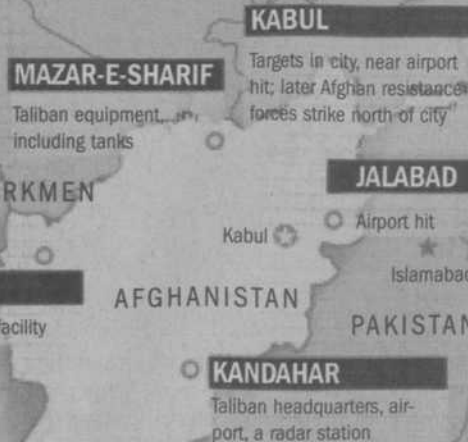 KABUL
Targets in city, near airport
hit; later Afghan resistance
forces strike north of city
MAZAR-E-SHARIF
Taliban equipment,
including tanks
RKMEN
JALABAD
Airport hit
Kabul
Islamabad
AFGHANISTAN
PAKISTAN
acility
KANDAHAR
Taliban headquarters, air-
port, a radar station